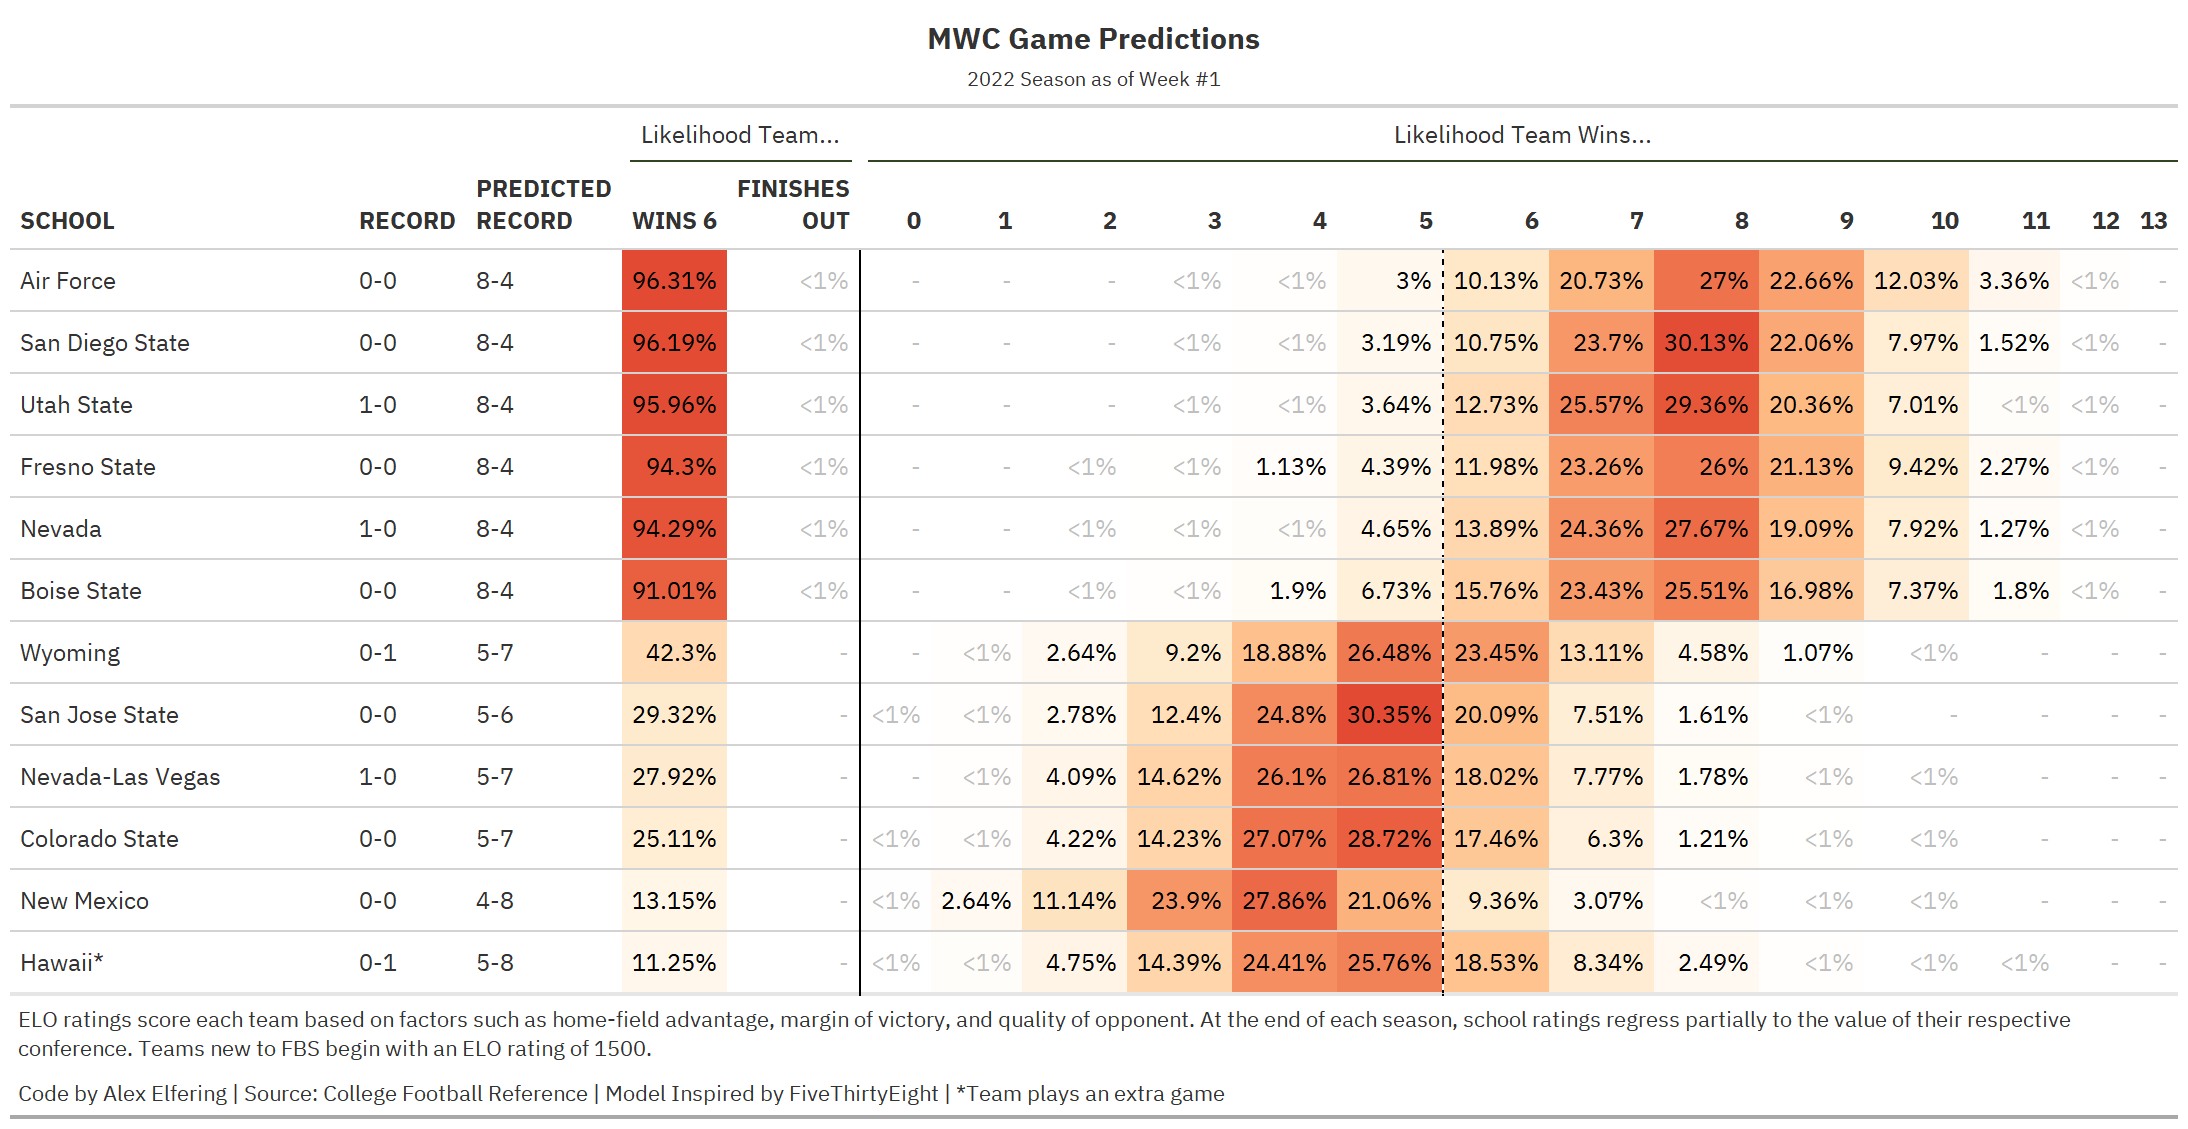 MWC Game Predictions
2022 Season as of Week #1
Likelihood Team... Likelihood Team Wins...
SCHOOL RECORD PREDICTED RECORD WINS 6 FINISHES OUT 0 1 2 3 4 5 6 7 8 9 10 11 12 13
Air Force 0-0 8-4 96.31% <1% - - - <1% <1% 3% 10.13% 20.73% 27% 22.66% 12.03% 3.36% <1% -
San Diego State 0-0 8-4 96.19% <1% - - - <1% <1% 3.19% 10.75% 23.7% 30.13% 22.06% 7.97% 1.52% <1% -
Utah State 1-0 8-4 95.96% <1% - - - <1% <1% 3.64% 12.73% 25.57% 29.36% 20.36% 7.01% <1% <1% -
Fresno State 0-0 8-4 94.3% <1% - - <1% <1% 1.13% 4.39% 11.98% 23.26% 26% 21.13% 9.42% 2.27% <1% -
Nevada 1-0 8-4 94.29% <1% - - <1% <1% <1% 4.65% 13.89% 24.36% 27.67% 19.09% 7.92% 1.27% <1% -
Boise State 0-0 8-4 91.01% <1% - - <1% <1% 1.9% 6.73% 15.76% 23.43% 25.51% 16.98% 7.37% 1.8% <1% -
Wyoming 0-1 5-7 42.3% - - <1% 2.64% 9.2% 18.88% 26.48% 23.45% 13.11% 4.58% 1.07% <1% - - -
San Jose State 0-0 5-6 29.32% - <1% <1% 2.78% 12.4% 24.8% 30.35% 20.09% 7.51% 1.61% <1% - - - -
Nevada-Las Vegas 1-0 5-7 27.92% - - <1% 4.09% 14.62% 26.1% 26.81% 18.02% 7.77% 1.78% <1% <1% - - -
Colorado State 0-0 5-7 25.11% - <1% <1% 4.22% 14.23% 27.07% 28.72% 17.46% 6.3% 1.21% <1% <1% - - -
New Mexico 0-0 4-8 13.15% - <1% 2.64% 11.14% 23.9% 27.86% 21.06% 9.36% 3.07% <1% <1% <1% - - -
Hawaii* 0-1 5-8 11.25% - <1% <1% 4.75% 14.39% 24.41% 25.76% 18.53% 8.34% 2.49% <1% <1% <1% - -
ELO ratings score each team based on factors such as home-field advantage, margin of victory, and quality of opponent. At the end of each season, school ratings regress partially to the value of their respective
conference. Teams new to FBS begin with an ELO rating of 1500.
Code by Alex Elfering | Source: College Football Reference | Model Inspired by FiveThirtyEight | *Team plays an extra game